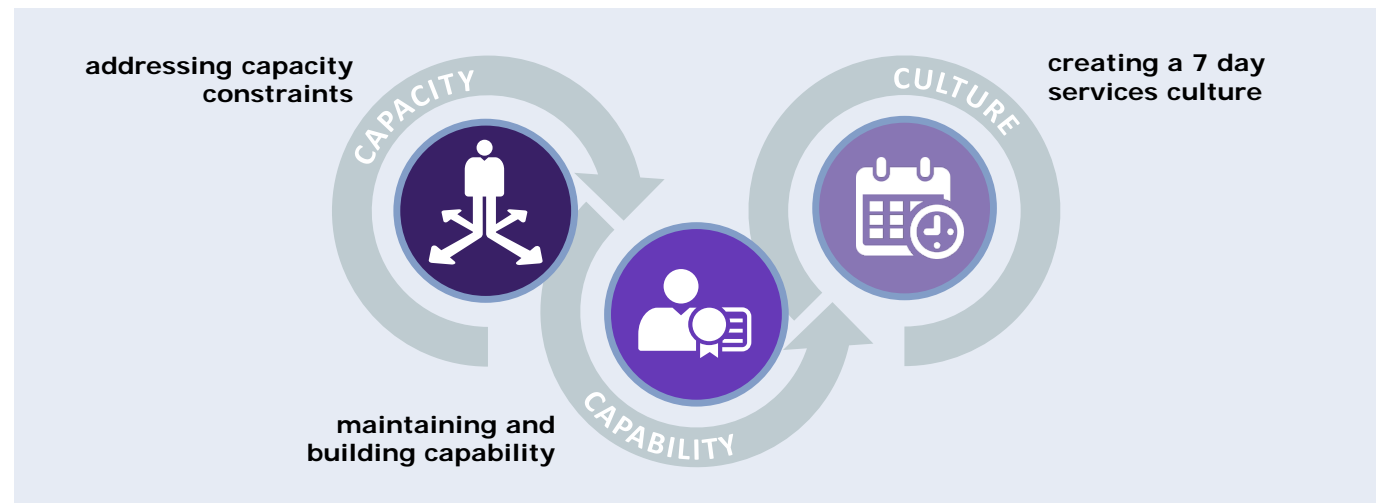 addressing capacity
constraints
CAPACITY
maintaining and
building capability
CAPABILITY
CULTURE
creating a 7 day
services culture